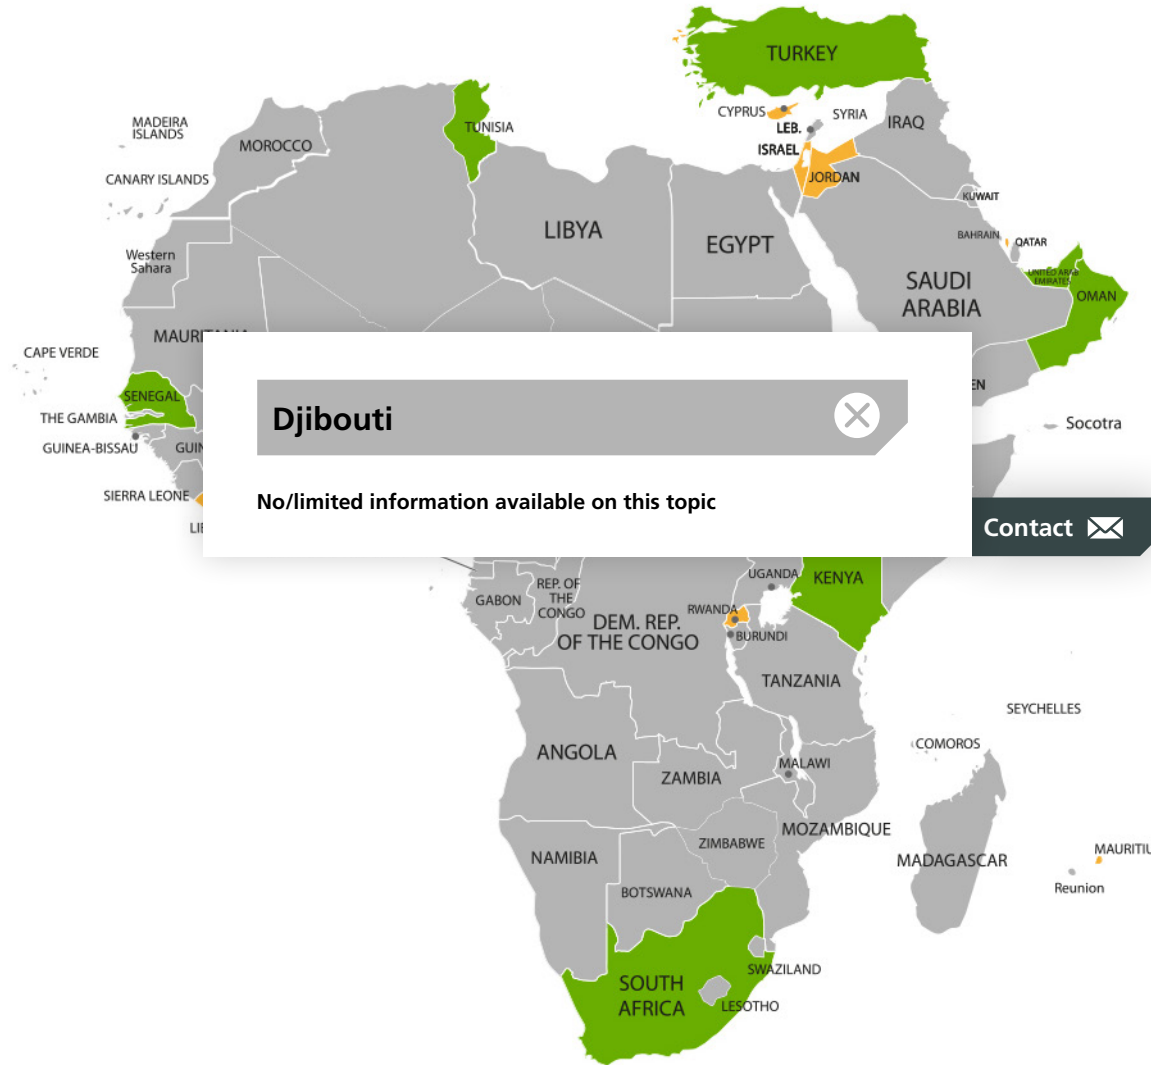 TURKEY
CYPRUS
SYRIA
LEB.
IRAQ
ISRAEL
JORDAN
KUWAIT
MADEIRA
ISLANDS
MOROCCO
TUNISIA
CANARY ISLANDS
LIBYA
EGYPT
BAHRAIN
QATAR
Western
Sahara
SAUDI
ARABIA
UNITED ARAB
EMIRATES
OMAN
CAPE VERDE
SENEGAL
THE GAMBIA
GUINEA-BISSAU
SIERRA LEONE
Socotra
Djibouti
No/limited information available on this topic
Contact
UGANDA
KENYA
GABON
REP. OF
THE
CONGO
RWANDA
DEM. REP.
OF THE CONGO
BURUNDI
TANZANIA
SEYCHELLES
COMOROS
ANGOLA
ZAMBIA
MALAWI
MOZAMBIQUE
ZIMBABWE
NAMIBIA
MADAGASCAR
BOTSWANA
Reunion
SWAZILAND
SOUTH
AFRICA
LESOTHO